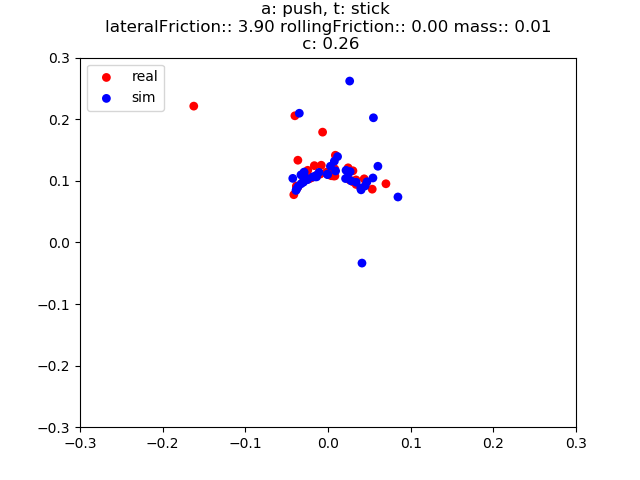 a: push, t: stick
lateralFriction:: 3.90 rollingFriction:: 0.00 mass:: 0.01
c: 0.26
real
sim
0.3
0.2
0.1
0.0
−0.1
−0.2
−0.3
−0.3 −0.2 −0.1 0.0 0.1 0.2 0.3